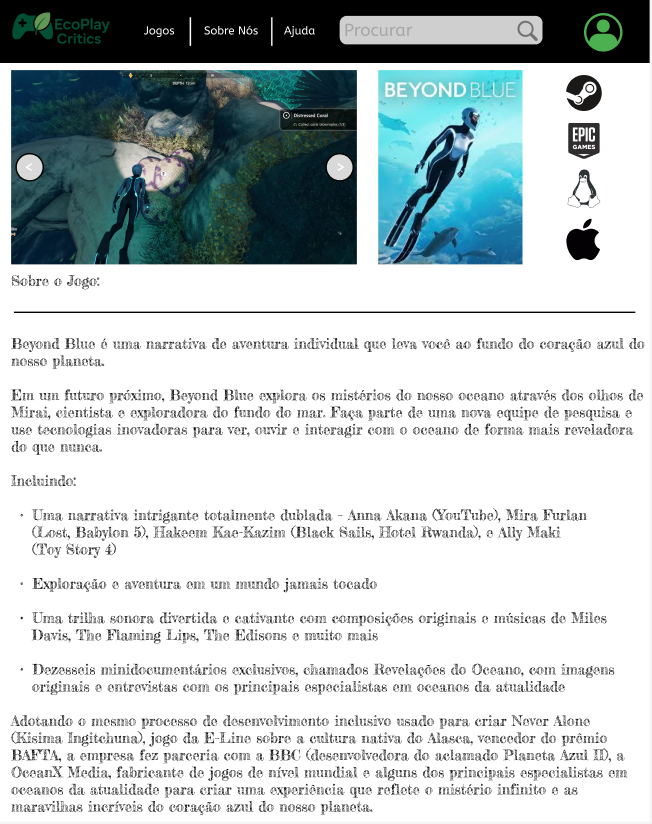 EcoPlay
Critics
Jogos
Sobre Nós
Ajuda
Procurar
Distressed Coral
BEYOND BLUE
EPIC
GAMES
<
>
Sobre o Jogo:
Beyond Blue é uma narrativa de aventura individual que leva você ao fundo do coração azul do
nosso planeta.
Em um futuro próximo, Beyond Blue explora os mistérios do nosso oceano através dos olhos de
Mirai, cientista e exploradora do fundo do mar. Faça parte de uma nova equipe de pesquisa e
use tecnologias inovadoras para ver, ouvir e interagir com o oceano de forma mais reveladora
do que nunca.
Incluindo:
· Uma narrativa intrigante totalmente dublada - Anna Akana (YouTube), Mira Furlan
(Lost, Babylon 5), Hakeem Kae-Kazim (Black Sails, Hotel Rwanda), e Ally Maki
(Toy Story 4)
· Exploração e aventura em um mundo jamais tocado
· Uma trilha sonora divertida e cativante com composições originais e músicas de Miles
Davis, The Flaming Lips, The Edisons e muito mais
· Dezesseis minidocumentários exclusivos, chamados Revelações do Oceano, com imagens
originais e entrevistas com os principais especialistas em oceanos da atualidade
Adotando o mesmo processo de desenvolvimento inclusivo usado para criar Never Alone
(Kisima Ingitchuna), jogo da E-Line sobre a cultura nativa do Alasca, vencedor do prêmio
BAFTA, a empresa fez parceria com a BBC (desenvolvedora do aclamado Planeta Azul II), a
OceanX Media, fabricante de jogos de nível mundial e alguns dos principais especialistas em
oceanos da atualidade para criar uma experiência que reflete o mistério infinito e as
maravilhas incríveis do coração azul do nosso planeta.